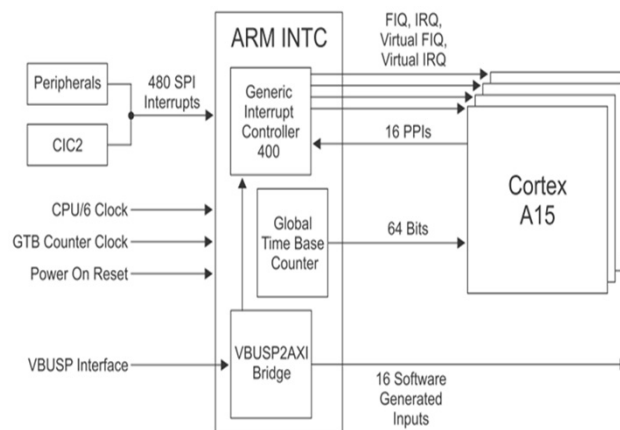 ARM INTC
FIQ, IRQ,
Virtual FIQ,
Virtual IRQ
Peripherals
480 SPI
Interrupts
CIC2
Generic
Interrupt
Controller
400
16 PPIs
Cortex
A15
CPU/6 Clock
GTB Counter Clock
Power On Reset
Global
Time Base
Counter
64 Bits
VBUSP Interface
VBUSP2AXI
Bridge
16 Software
Generated
Inputs